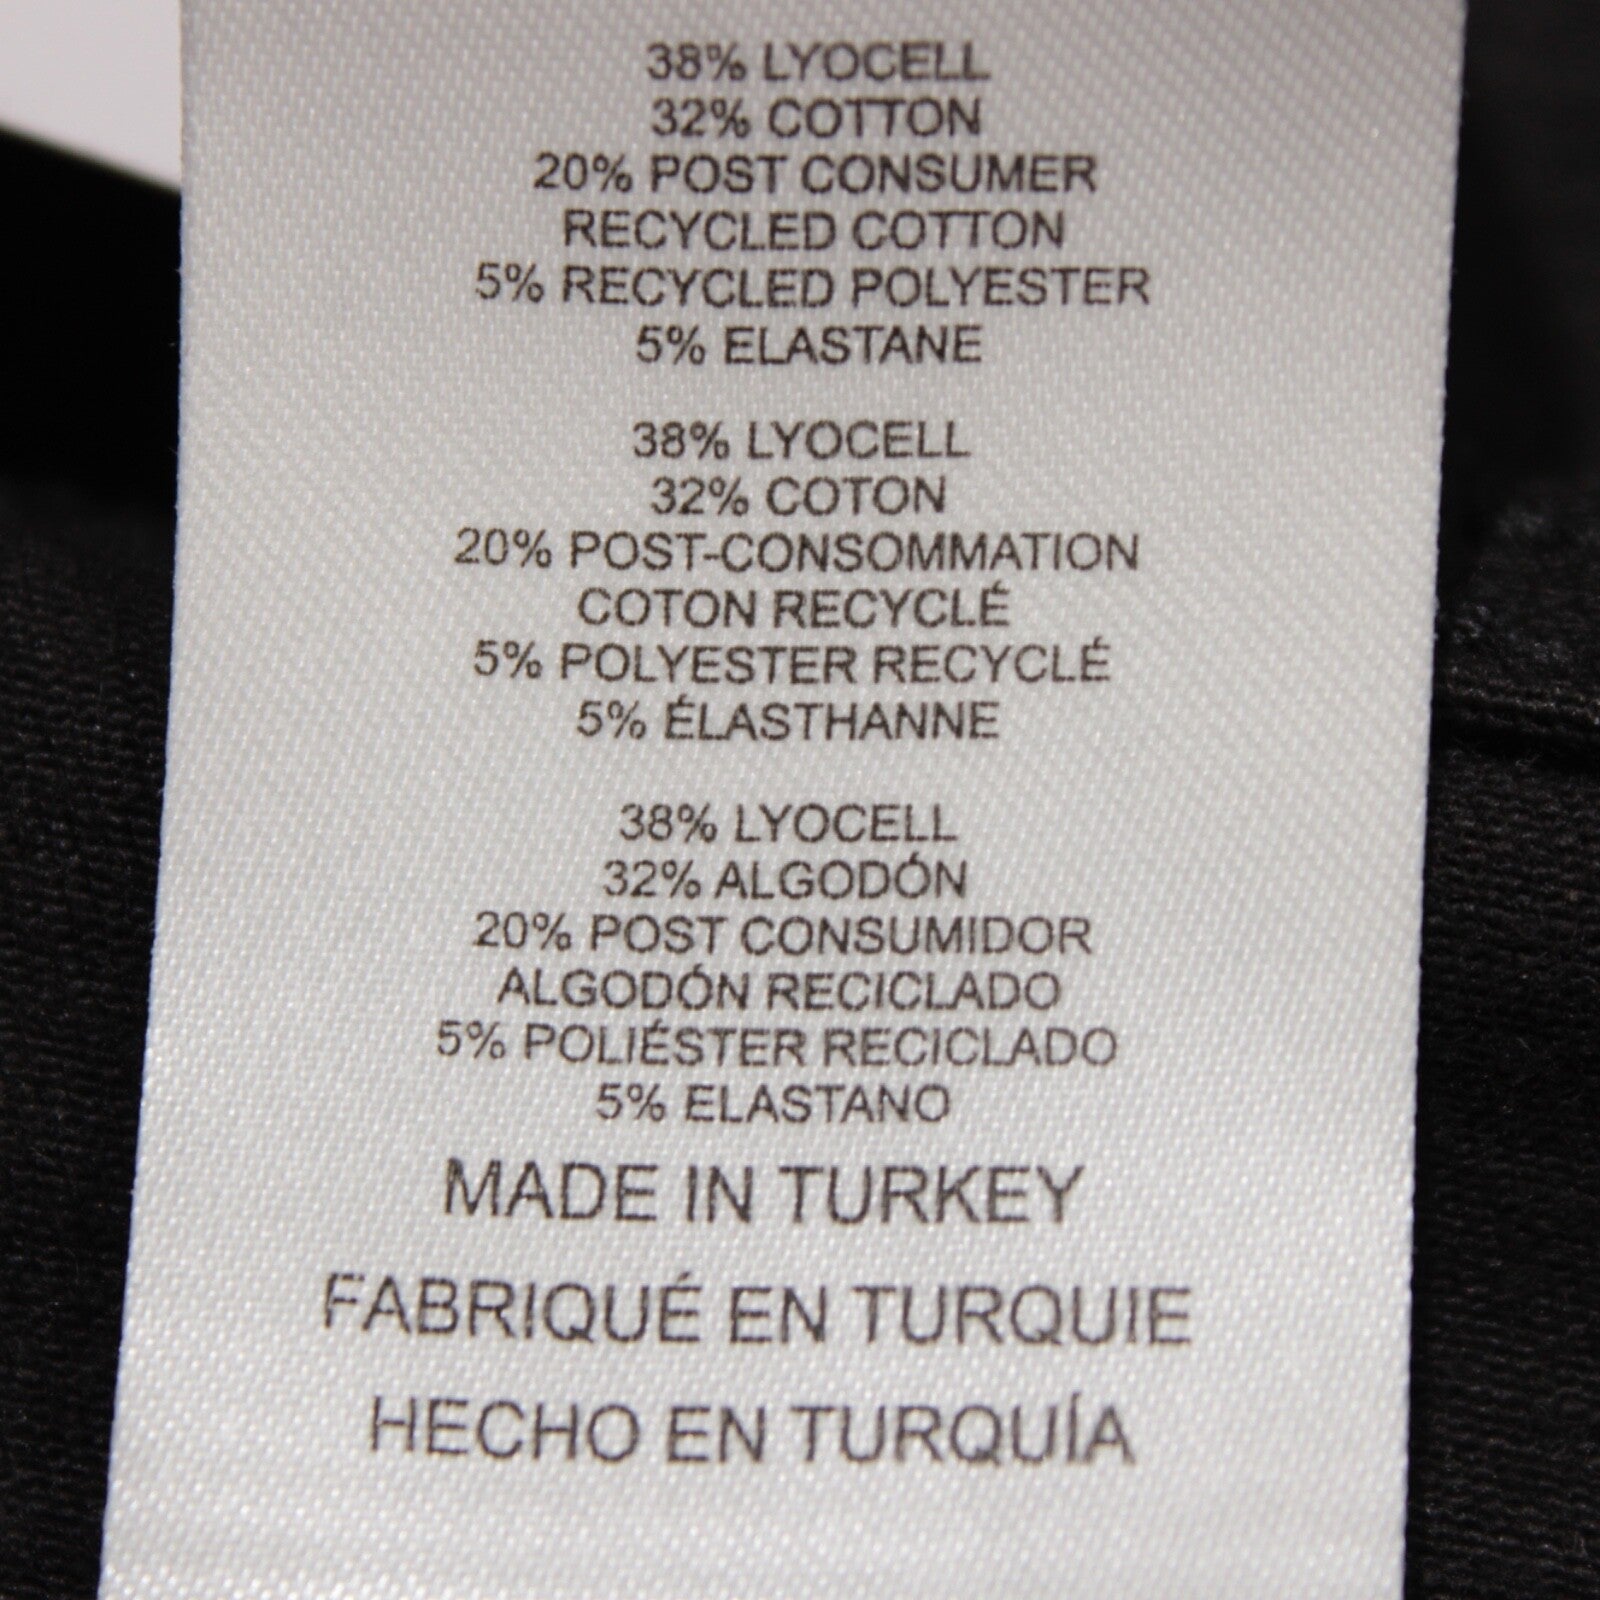 38% LYOCELL
32% COTTON
20% POST CONSUMER
RECYCLED COTTON
5% RECYCLED POLYESTER
5% ELASTANE
38% LYOCELL
32% COTON
20% POST-CONSOMMATION
COTON RECYCLÉ
5% POLYESTER RECYCLÉ
5% ÉLASTHANNE
38% LYOCELL
32% ALGODÓN
20% POST CONSUMIDOR
ALGODÓN RECICLADO
5% POLIÉSTER RECICLADO
5% ELASTANO
MADE IN TURKEY
FABRIQUÉ EN TURQUIE
HECHO EN TURQUÍA